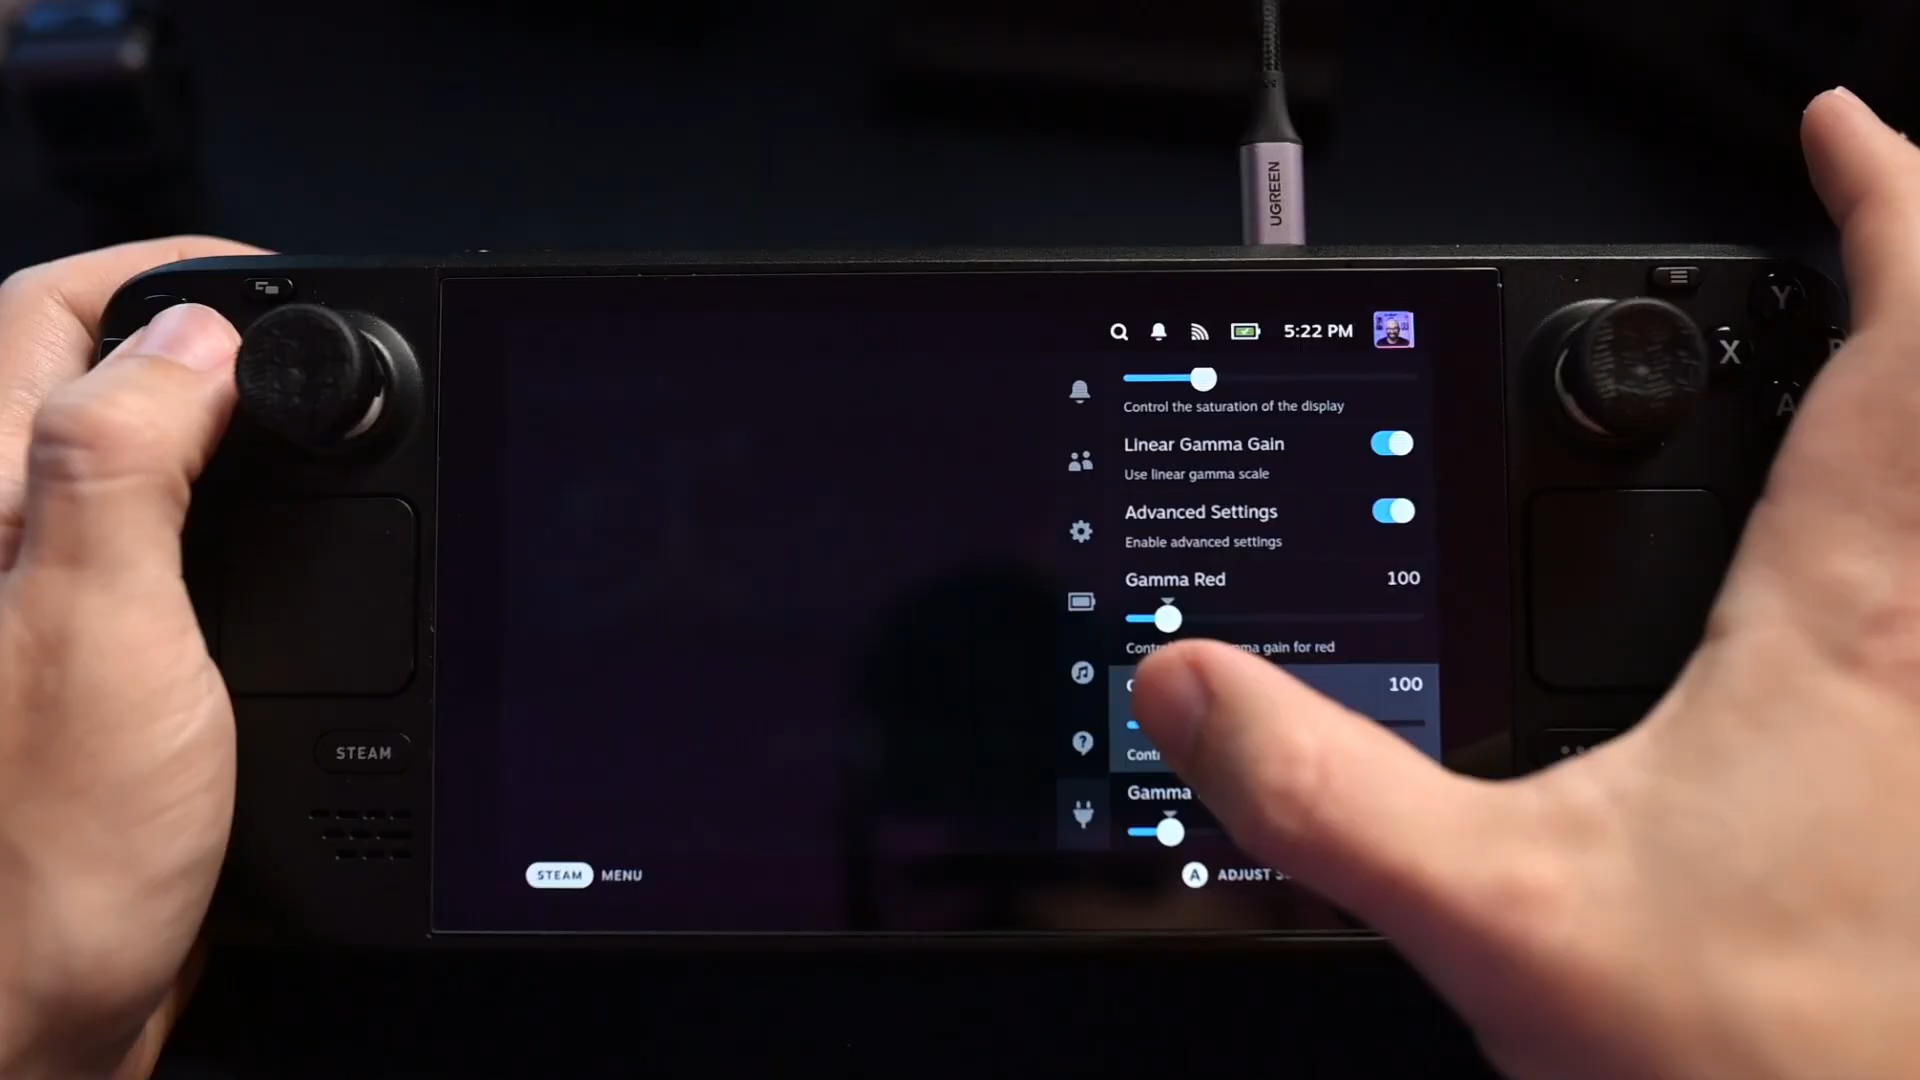 UGREEN
5:22 PM
Control the saturation of the display
Linear Gamma Gain
Use linear gamma scale
Advanced Settings
Enable advanced settings
Gamma Red 100
gain for red
100
Gamma
STEAM
STEAM MENU
A ADJUST
Y
X
A